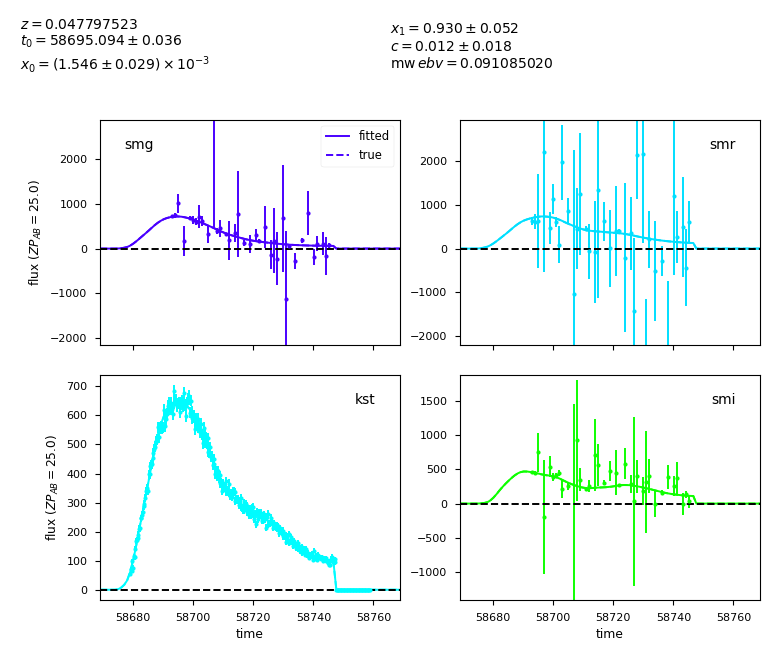 z = 0.047797523
t₀ = 58695.094 ± 0.036
x₀ = (1.546 ± 0.029) × 10⁻³
x₁ = 0.930 ± 0.052
c = 0.012 ± 0.018
mw ebv = 0.091085020
smg
fitted
true
2000
1000
0
−1000
−2000
flux (ZP_AB = 25.0)
smr
2000
1000
0
−1000
−2000
kst
700
600
500
400
300
200
100
0
flux (ZP_AB = 25.0)
58680 58700 58720 58740 58760
time
smi
1500
1000
500
0
−500
−1000
58680 58700 58720 58740 58760
time